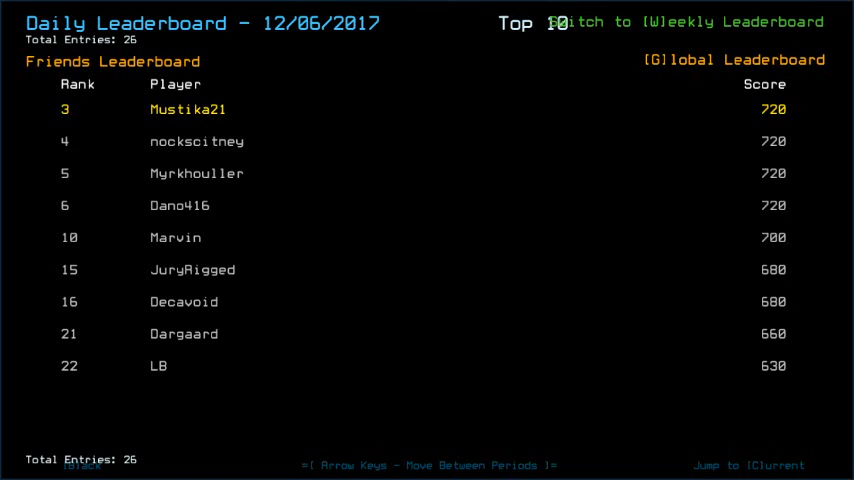 Daily Leaderboard - 12/06/2017 Top 10 Switch to [W]eekly Leaderboard
Total Entries: 26
Friends Leaderboard [G]lobal Leaderboard
Rank Player Score
3 Mustika21 720
4 nockscitney 720
5 Myrkhouller 720
6 Dano416 720
10 Marvin 700
15 JuryRigged 680
16 Decavoid 680
21 Dargaard 660
22 LB 630
Total Entries: 26
[B]ack =[ Arrow Keys - Move Between Periods ]= Jump to [C]urrent